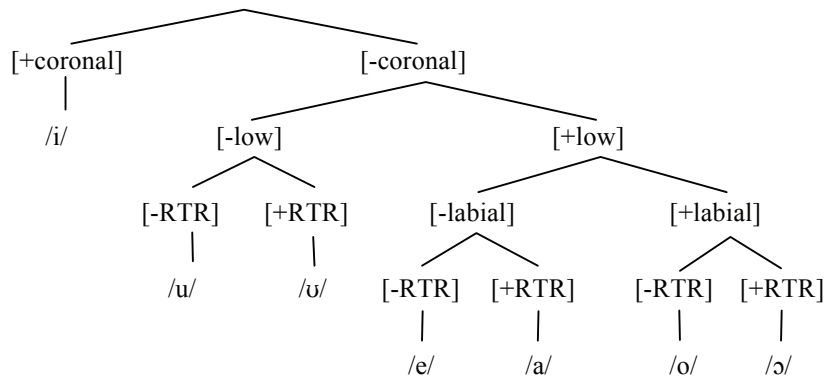 [+coronal] [-coronal]
/i/ [-low] [+low]
[-RTR] [+RTR] [-labial] [+labial]
/u/ /ʊ/ [-RTR] [+RTR] [-RTR] [+RTR]
/e/ /a/ /o/ /ɔ/